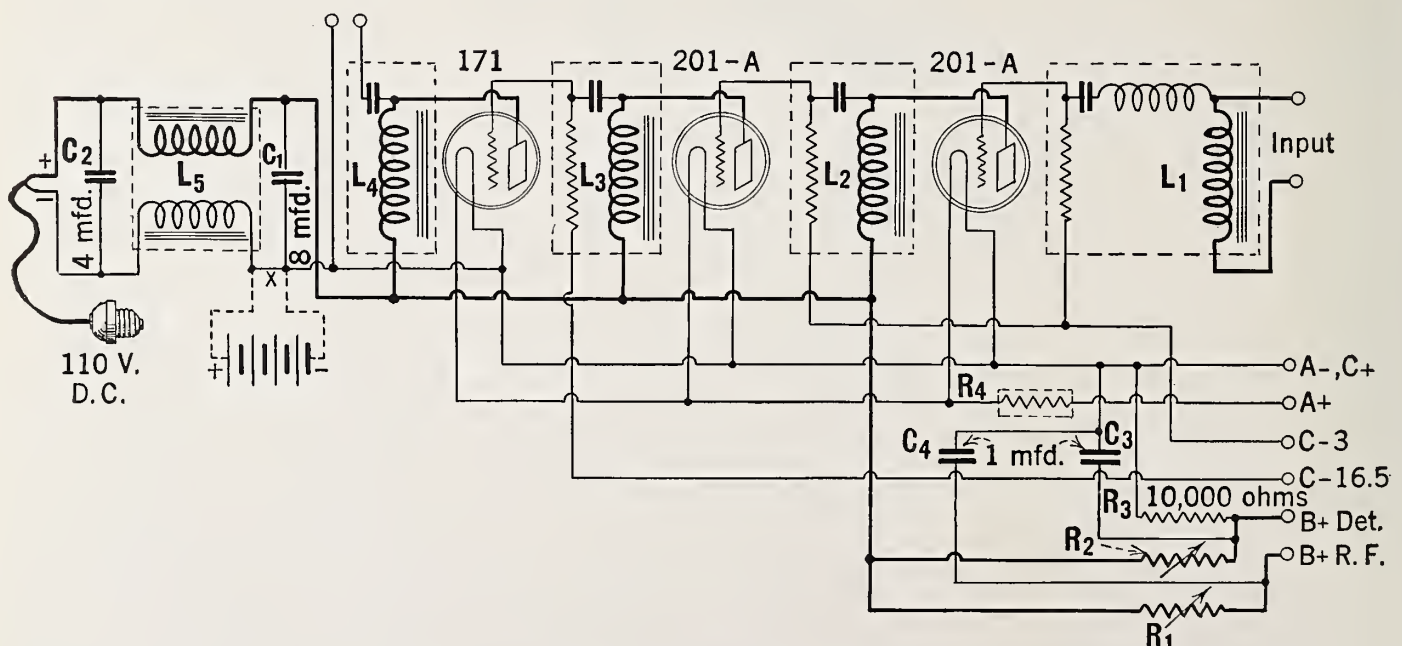 171
201-A
201-A
C2
4 mfd.
L5
C1
8 mfd.
L4
L3
L2
L1
Input
+
−
X
110 V.
D.C.
+
−
R4
A-,C+
A+
C-3
C-16.5
C4
1 mfd.
C3
R3
10,000 ohms
B+ Det.
R2
B+ R.F.
R1